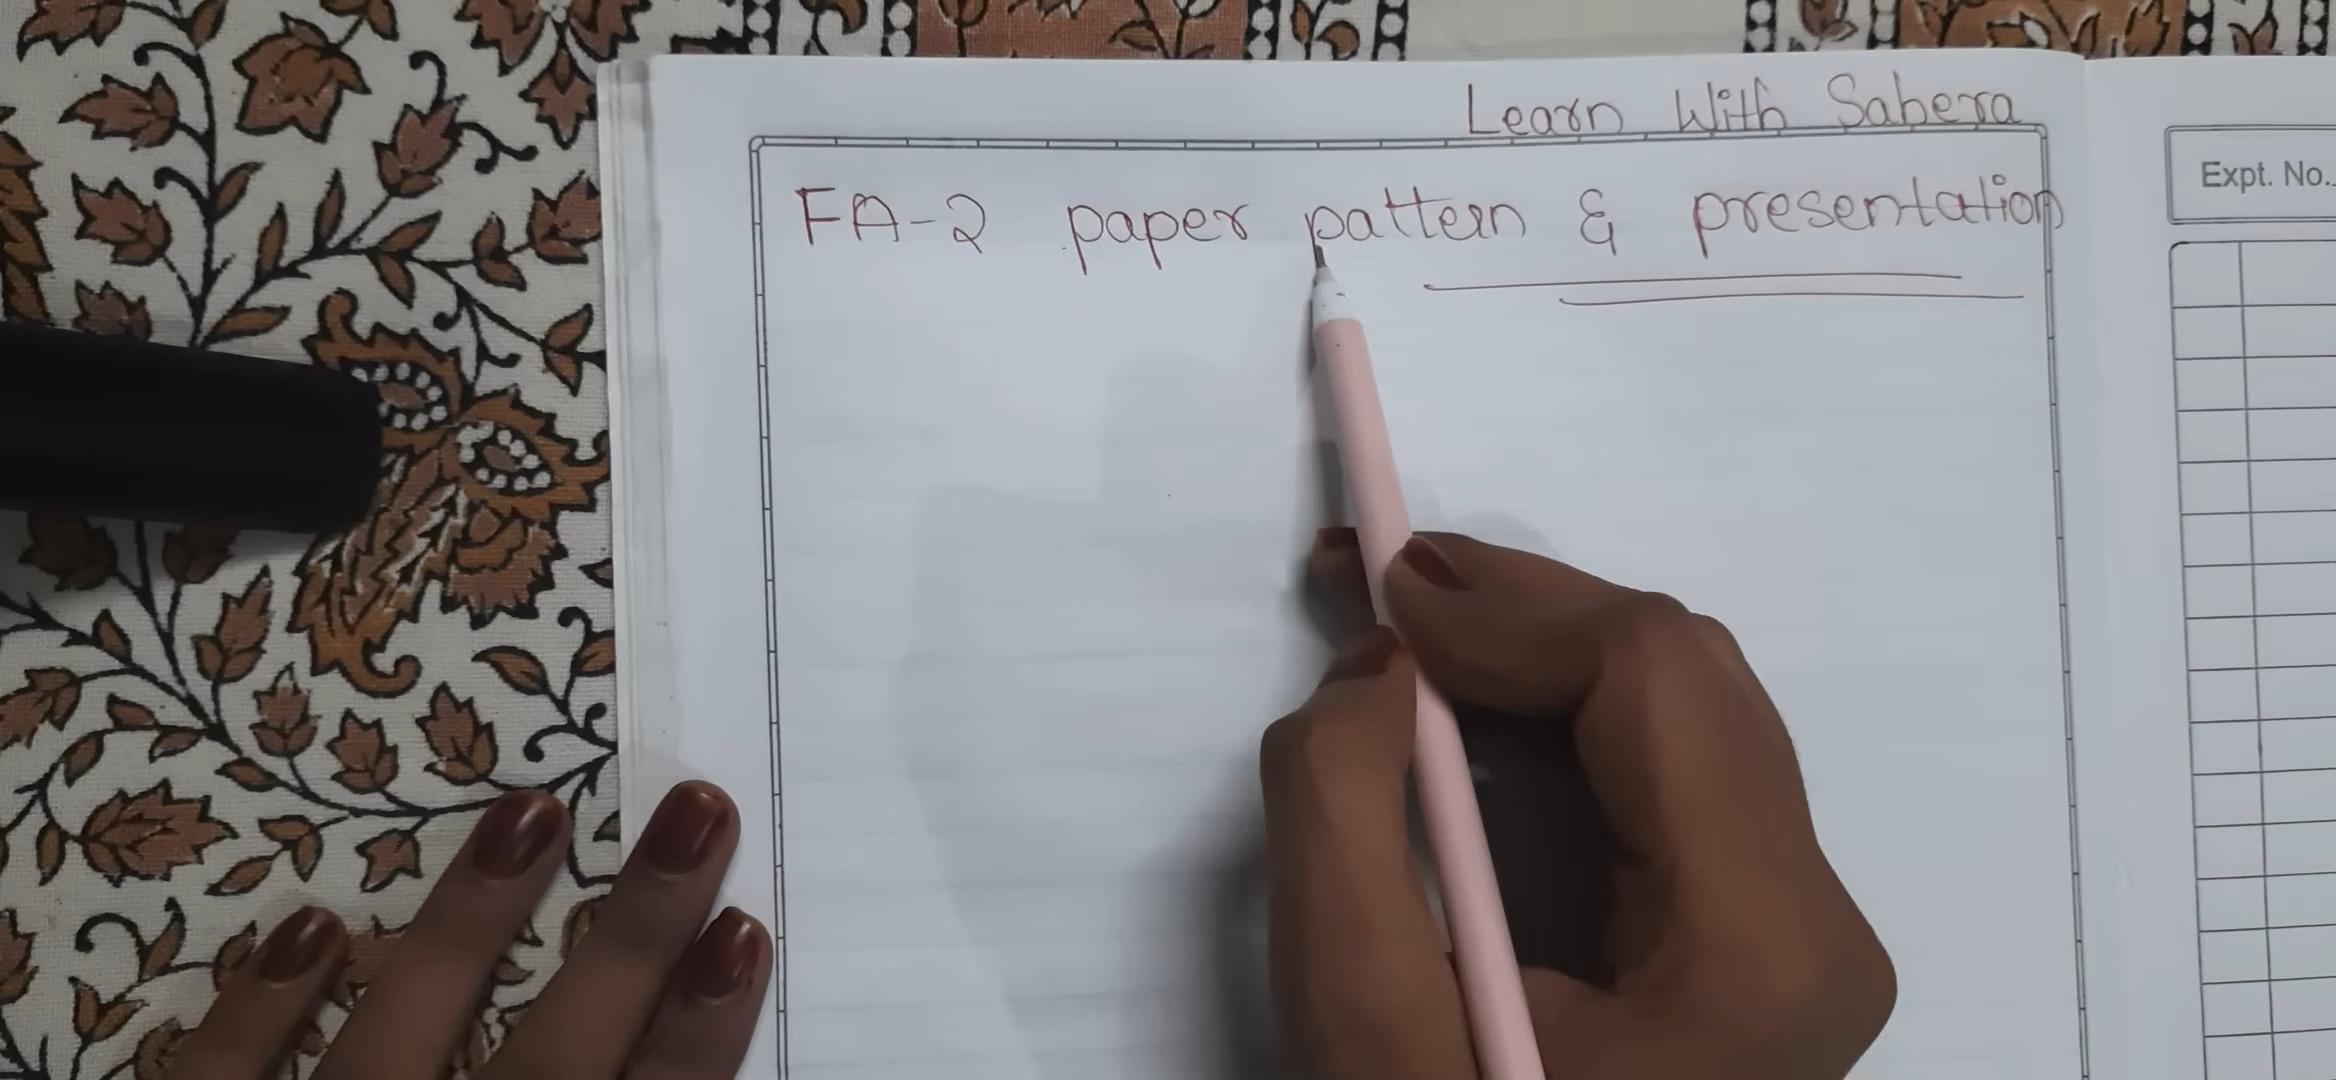 Learn With Sabera
FA-2 paper pattern & presentation
Expt. No.